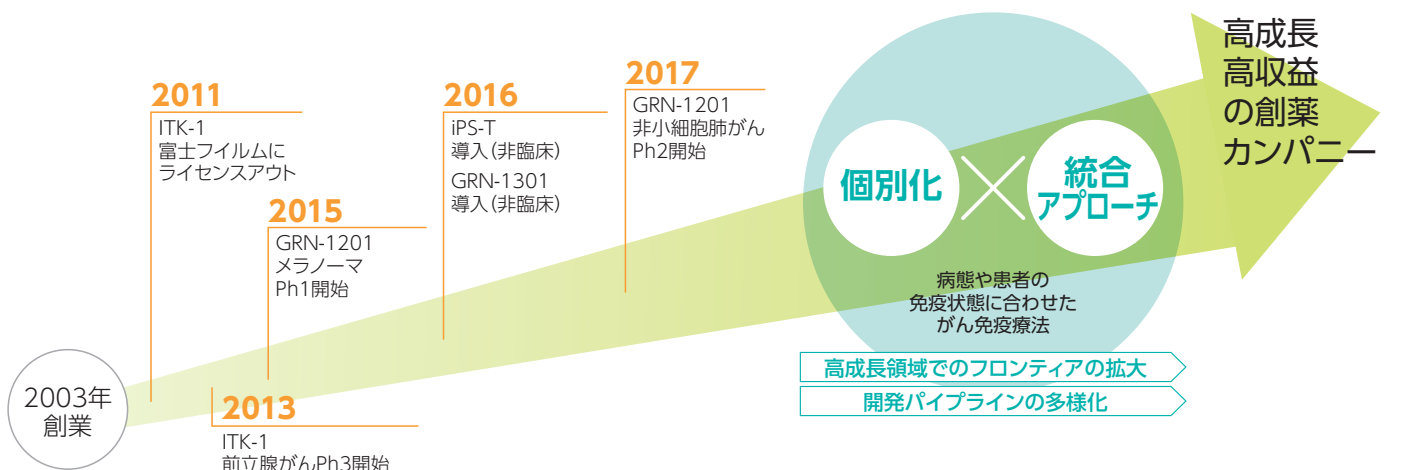 2003年
創業
2011
ITK-1
富士フイルムに
ライセンスアウト
2013
ITK-1
前立腺がんPh3開始
2015
GRN-1201
メラノーマ
Ph1開始
2016
iPS-T
導入（非臨床）
GRN-1301
導入（非臨床）
2017
GRN-1201
非小細胞肺がん
Ph2開始
個別化
統合
アプローチ
病態や患者の
免疫状態に合わせた
がん免疫療法
高成長領域でのフロンティアの拡大
開発パイプラインの多様化
高成長
高収益
の創薬
カンパニー